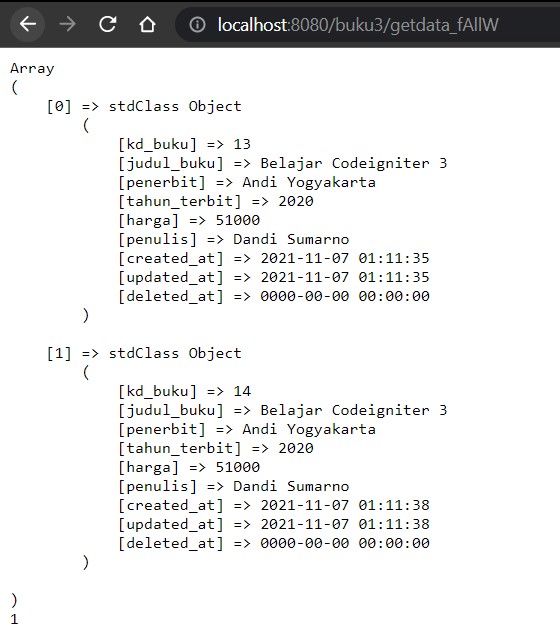 localhost:8080/buku3/getdata_fAllW
Array
(
[0] => stdClass Object
(
[kd_buku] => 13
[judul_buku] => Belajar Codeigniter 3
[penerbit] => Andi Yogyakarta
[tahun_terbit] => 2020
[harga] => 51000
[penulis] => Dandi Sumarno
[created_at] => 2021-11-07 01:11:35
[updated_at] => 2021-11-07 01:11:35
[deleted_at] => 0000-00-00 00:00:00
)
[1] => stdClass Object
(
[kd_buku] => 14
[judul_buku] => Belajar Codeigniter 3
[penerbit] => Andi Yogyakarta
[tahun_terbit] => 2020
[harga] => 51000
[penulis] => Dandi Sumarno
[created_at] => 2021-11-07 01:11:38
[updated_at] => 2021-11-07 01:11:38
[deleted_at] => 0000-00-00 00:00:00
)
)
1